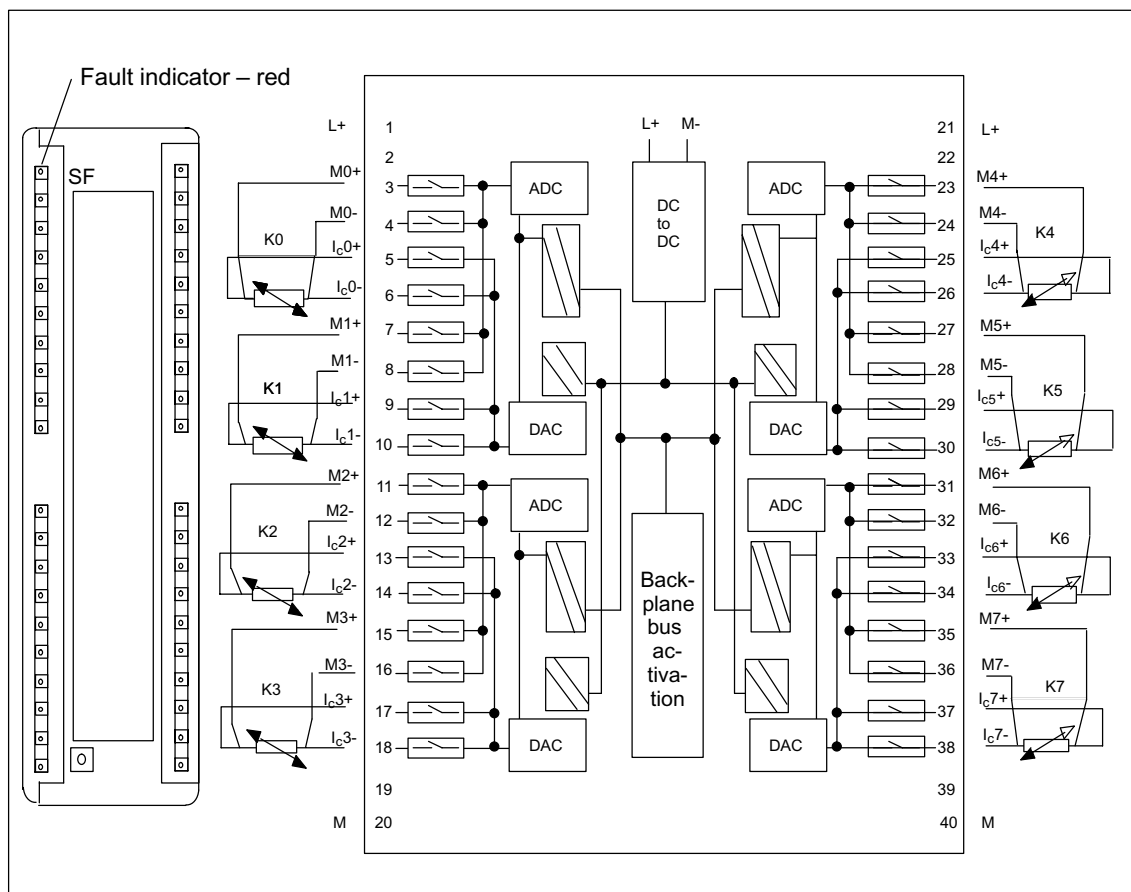 Fault indicator – red
SF
L+ 1
2
M0+ 3
M0- 4
K0
Ic0+ 5
Ic0- 6
M1+ 7
M1- 8
K1
Ic1+ 9
Ic1- 10
M2+ 11
M2- 12
K2
Ic2+ 13
Ic2- 14
M3+ 15
M3- 16
K3
Ic3+ 17
Ic3- 18
19
M 20
L+ M-
ADC
DC
to
DC
ADC
DAC
DAC
ADC
ADC
Back-
plane
bus
ac-
tiva-
tion
DAC
DAC
21 L+
22
23 M4+
24 M4-
K4
25 Ic4+
26 Ic4-
27 M5+
28 M5-
K5
29 Ic5+
30 Ic5-
31 M6+
32 M6-
K6
33 Ic6+
34 Ic6-
35 M7+
36 M7-
K7
37 Ic7+
38 Ic7-
39
40 M